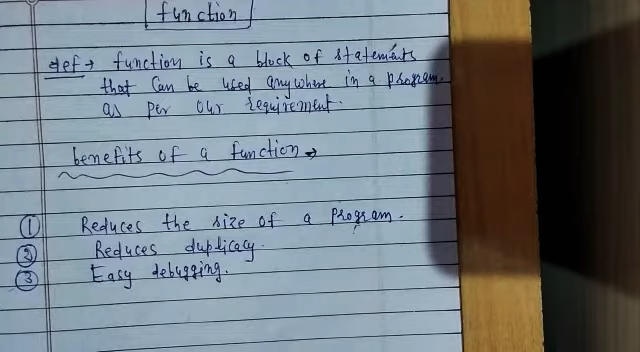 function
def → function is a block of statements
that can be used anywhere in a program
as per our requirement.
benefits of a function →
① Reduces the size of a program.
② Reduces duplicacy.
③ Easy debugging.